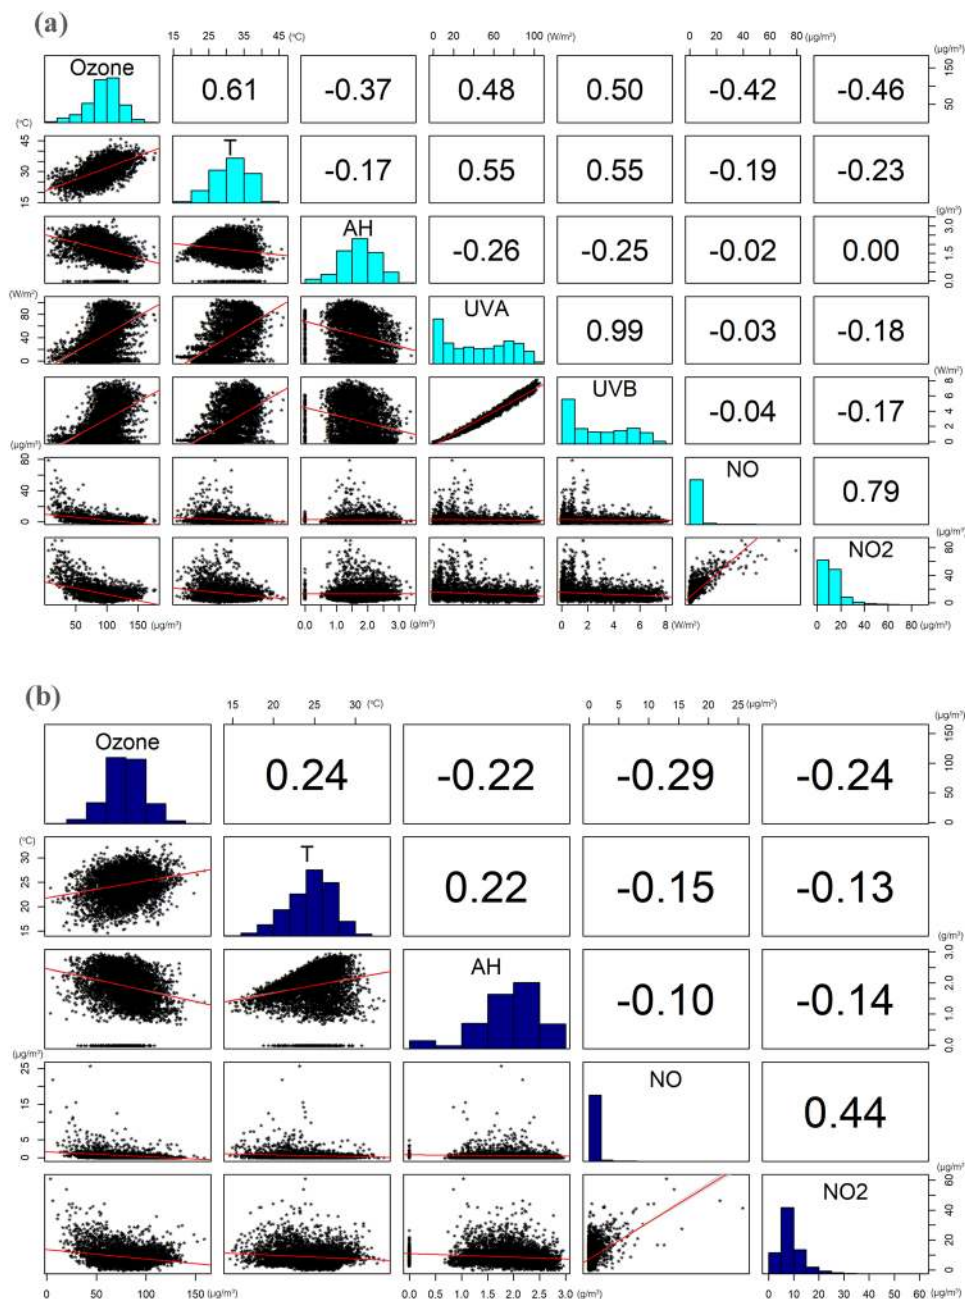 (a)
15 25 35 45 (ºC)
0 20 60 100 (W/m²)
0 20 40 60 80 (µg/m³)
(µg/m³)
Ozone 0.61 -0.37 0.48 0.50 -0.42 -0.46
50 150
(ºC)
T -0.17 0.55 0.55 -0.19 -0.23
15 30 45
(g/m³)
AH -0.26 -0.25 -0.02 0.00
0.0 1.5 3.0
(W/m²)
UVA 0.99 -0.03 -0.18
0 40 80
(W/m²)
UVB -0.04 -0.17
0 2 4 6 8
(µg/m³)
NO 0.79
0 40 80
(µg/m³)
NO2
0 40 80
50 100 150 (µg/m³)
0.0 1.0 2.0 3.0 (g/m³)
0 2 4 6 8 (W/m²)
0 20 40 60 80 (µg/m³)
(b)
15 20 25 30 (ºC)
0 5 10 15 22 25 (µg/m³)
(µg/m³)
Ozone 0.24 -0.22 -0.29 -0.24
0 50 100 150
(ºC)
T 0.22 -0.15 -0.13
15 20 25 30
(g/m³)
AH -0.10 -0.14
0.0 1.0 2.0 3.0
(µg/m³)
NO 0.44
0 5 15 25
(µg/m³)
NO2
0 10 20 40 60
0 50 100 150 (µg/m³)
0.0 0.5 1.0 1.5 2.0 2.5 3.0 (g/m³)
0 10 20 30 40 60 (µg/m³)